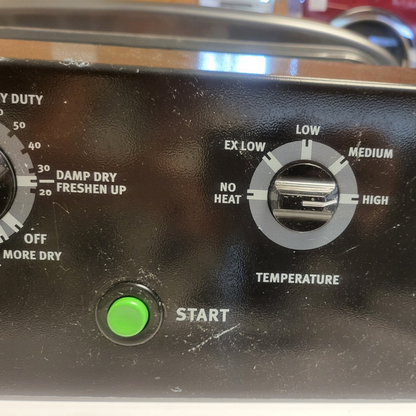 Y DUTY
50
40
30
20
DAMP DRY
FRESHEN UP
OFF
MORE DRY
LOW
EX LOW
MEDIUM
NO
HEAT
HIGH
TEMPERATURE
START